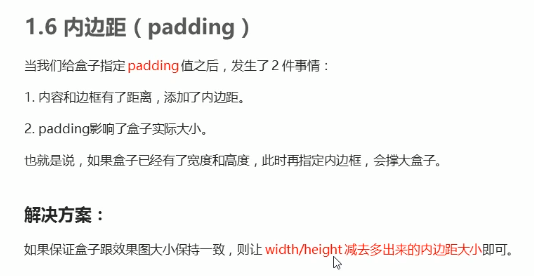 1.6 内边距（padding）
当我们给盒子指定 padding 值之后，发生了 2 件事情：
1. 内容和边框有了距离，添加了内边距。
2. padding影响了盒子实际大小。
也就是说，如果盒子已经有了宽度和高度，此时再指定内边框，会撑大盒子。
解决方案：
如果保证盒子跟效果图大小保持一致，则让 width/height 减去多出来的内边距大小即可。